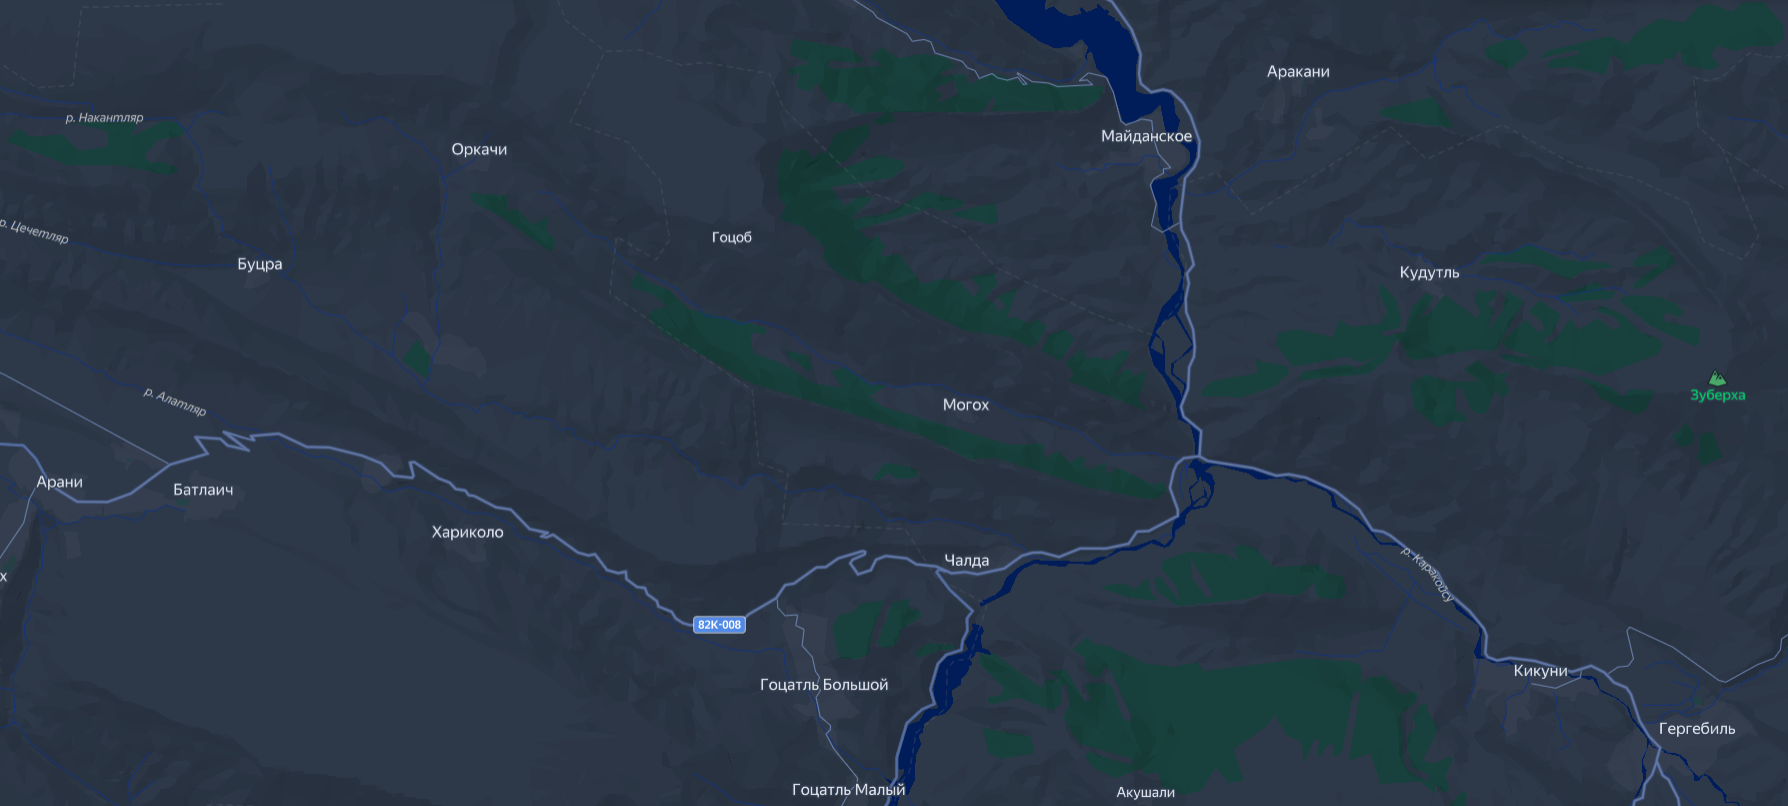 Аракани
р. Накантляр
Майданское
Оркачи
р. Цечетляр
Гоцоб
Буцра
Кудутль
Зуберха
р. Алатляр
Могох
Арани
Батлаич
Хариколо
Чалда
р. Каракойсу
х
82К-008
Кикуни
Гоцатль Большой
Гергебиль
Гоцатль Малый
Акушали